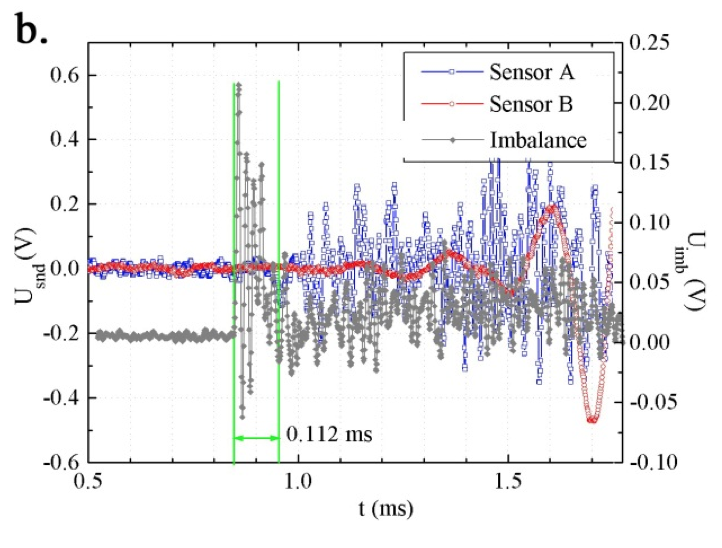 b.
Sensor A
Sensor B
Imbalance
0.6
0.4
0.2
0.0
-0.2
-0.4
-0.6
U_snd (V)
0.25
0.20
0.15
0.10
0.05
0.00
-0.05
-0.10
U_imb (V)
0.112 ms
0.5
1.0
1.5
t (ms)